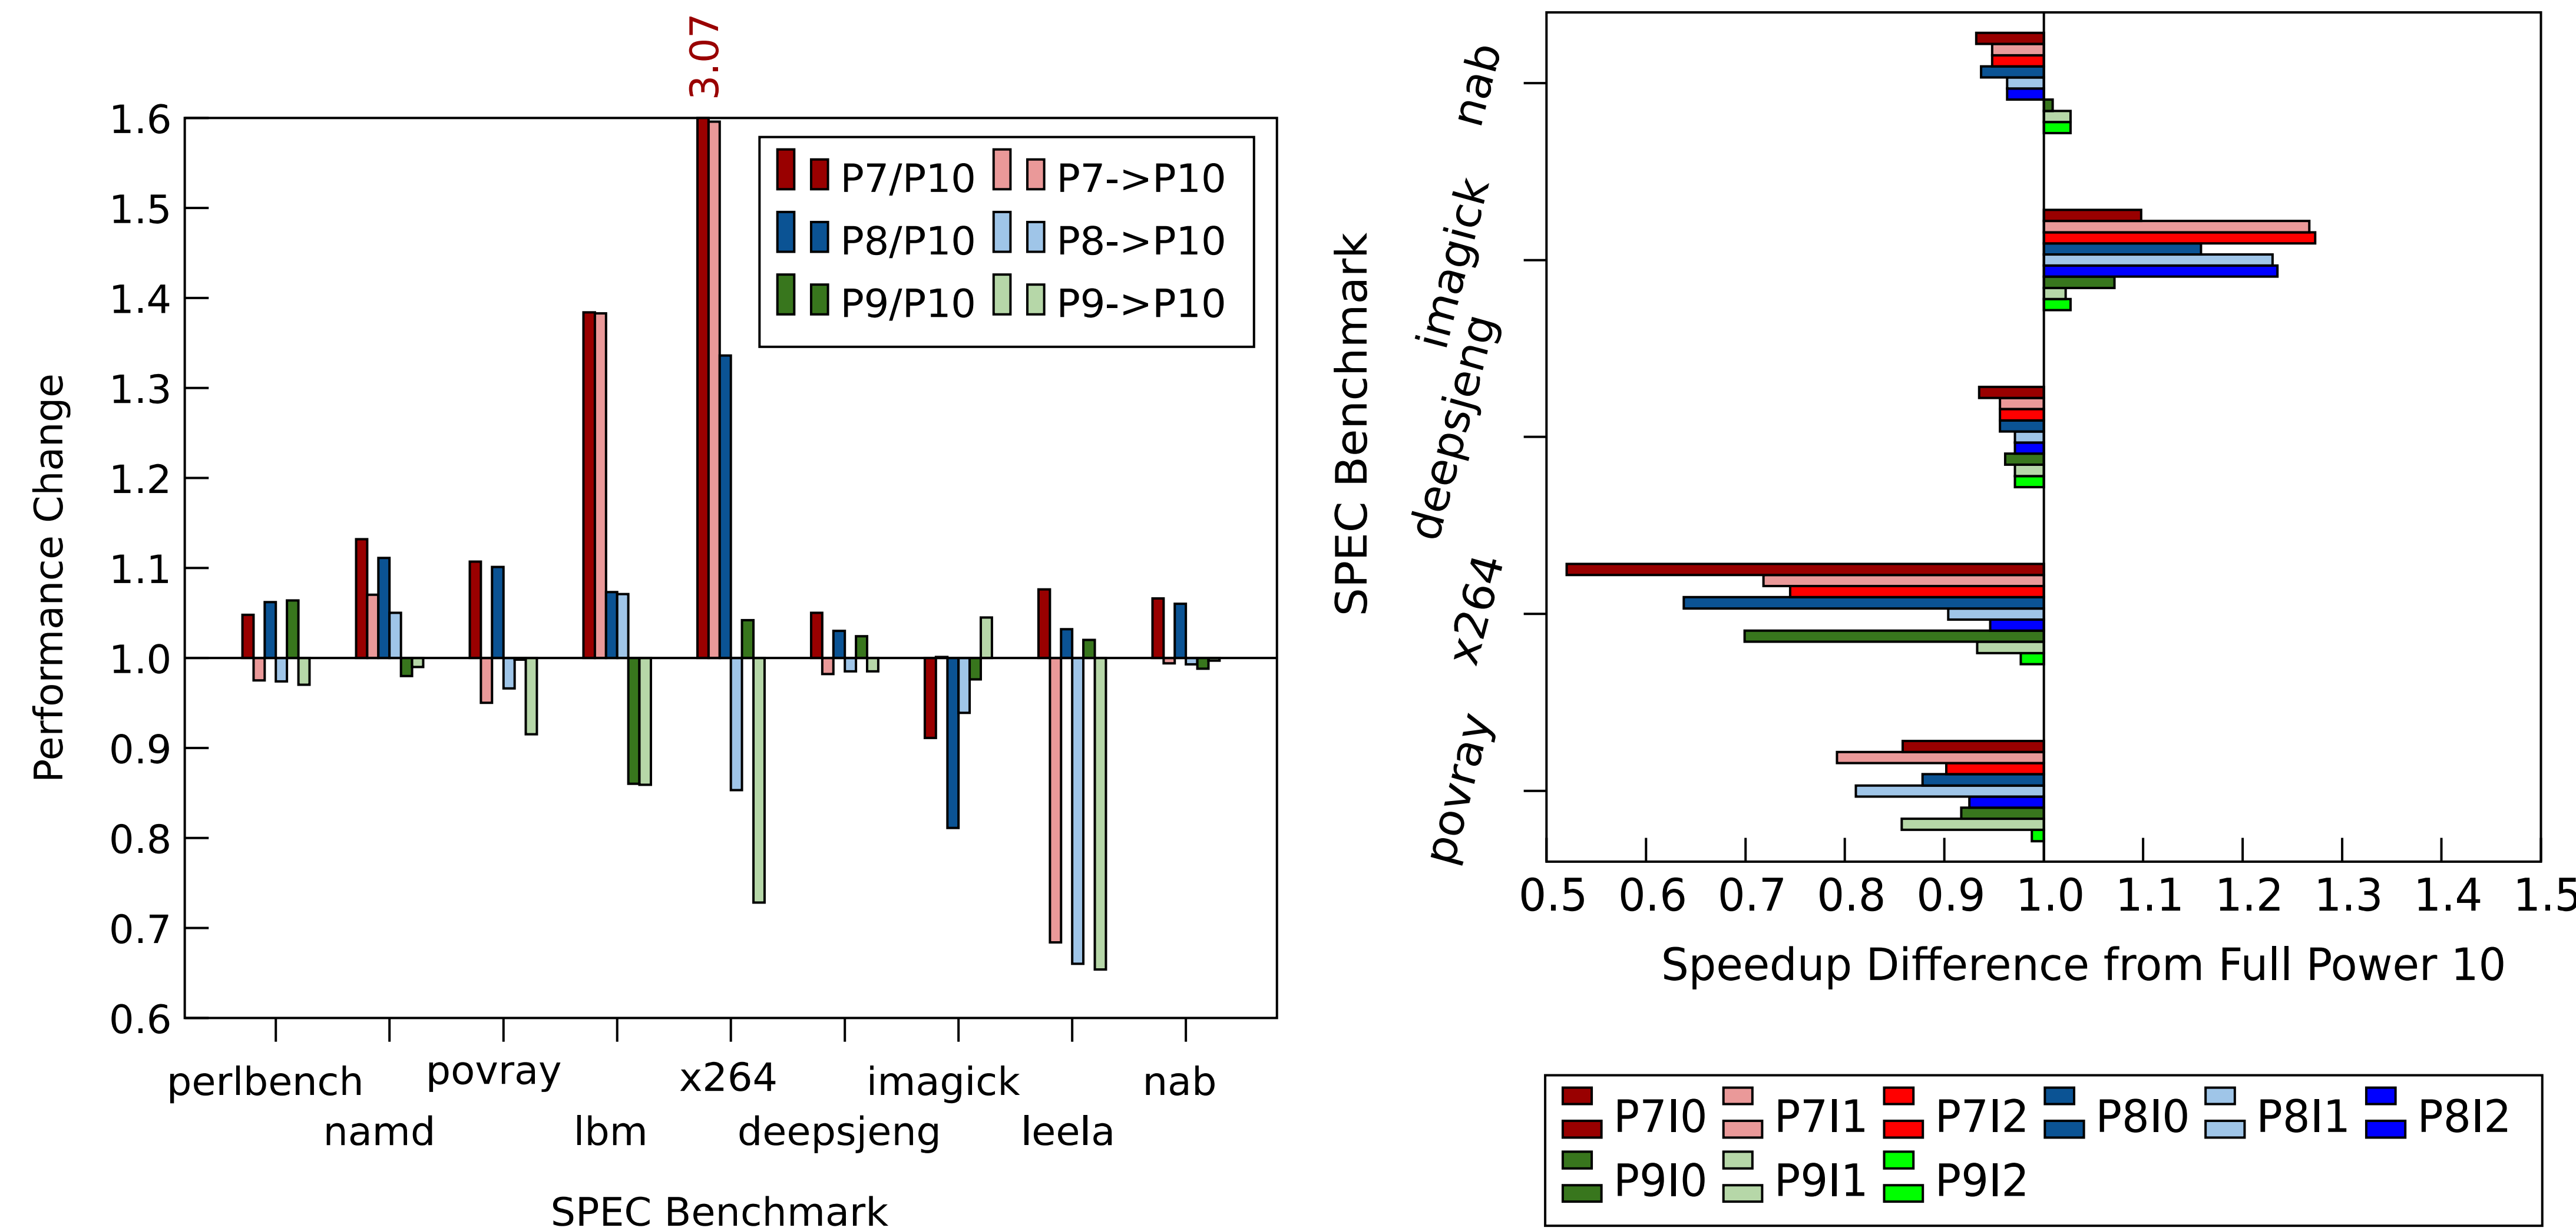 3.07
Performance Change
1.6
1.5
1.4
1.3
1.2
1.1
1.0
0.9
0.8
0.7
0.6
P7/P10 P7->P10
P8/P10 P8->P10
P9/P10 P9->P10
perlbench povray x264 imagick nab
namd lbm deepsjeng leela
SPEC Benchmark
SPEC Benchmark
nab
imagick
deepsjeng
x264
povray
0.5 0.6 0.7 0.8 0.9 1.0 1.1 1.2 1.3 1.4 1.5
Speedup Difference from Full Power 10
P7I0 P7I1 P7I2 P8I0 P8I1 P8I2
P9I0 P9I1 P9I2